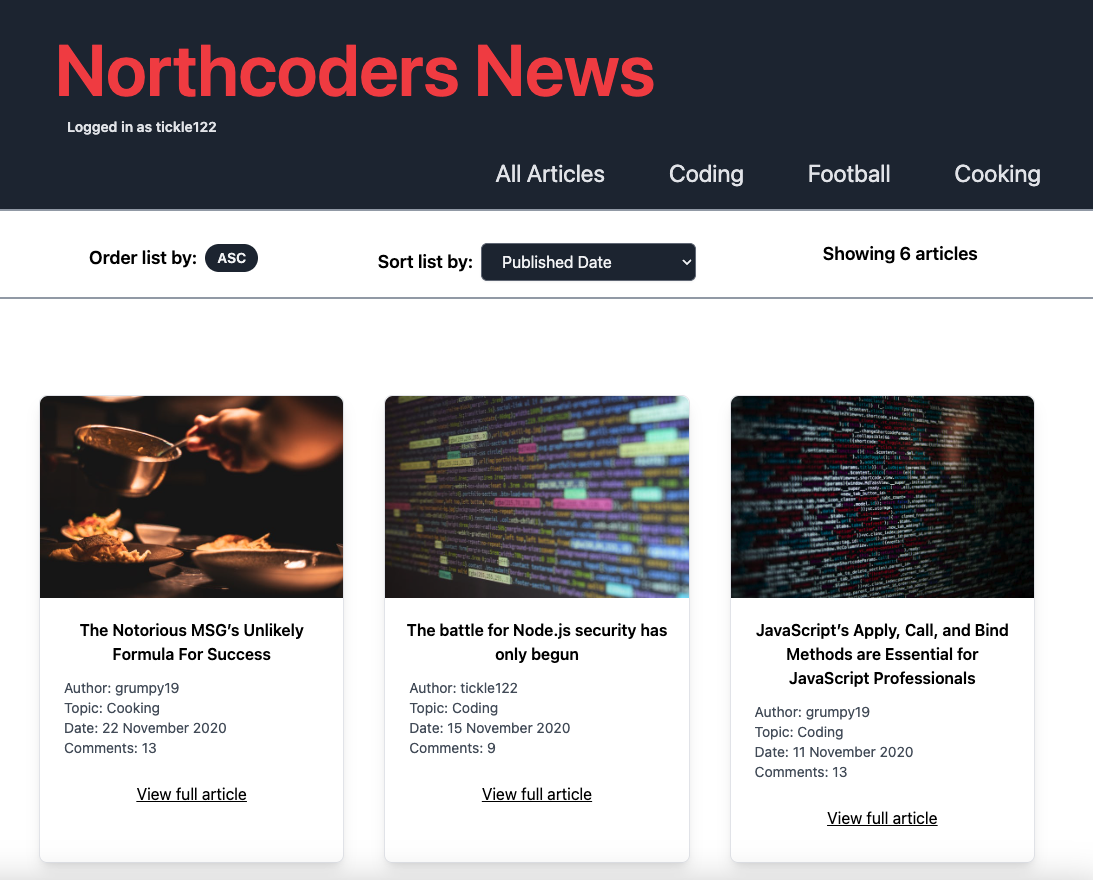 Northcoders News
Logged in as tickle122
All Articles Coding Football Cooking
Order list by: ASC
Sort list by: Published Date
Showing 6 articles
The Notorious MSG’s Unlikely
Formula For Success
Author: grumpy19
Topic: Cooking
Date: 22 November 2020
Comments: 13
View full article
The battle for Node.js security has
only begun
Author: tickle122
Topic: Coding
Date: 15 November 2020
Comments: 9
View full article
JavaScript’s Apply, Call, and Bind
Methods are Essential for
JavaScript Professionals
Author: grumpy19
Topic: Coding
Date: 11 November 2020
Comments: 13
View full article